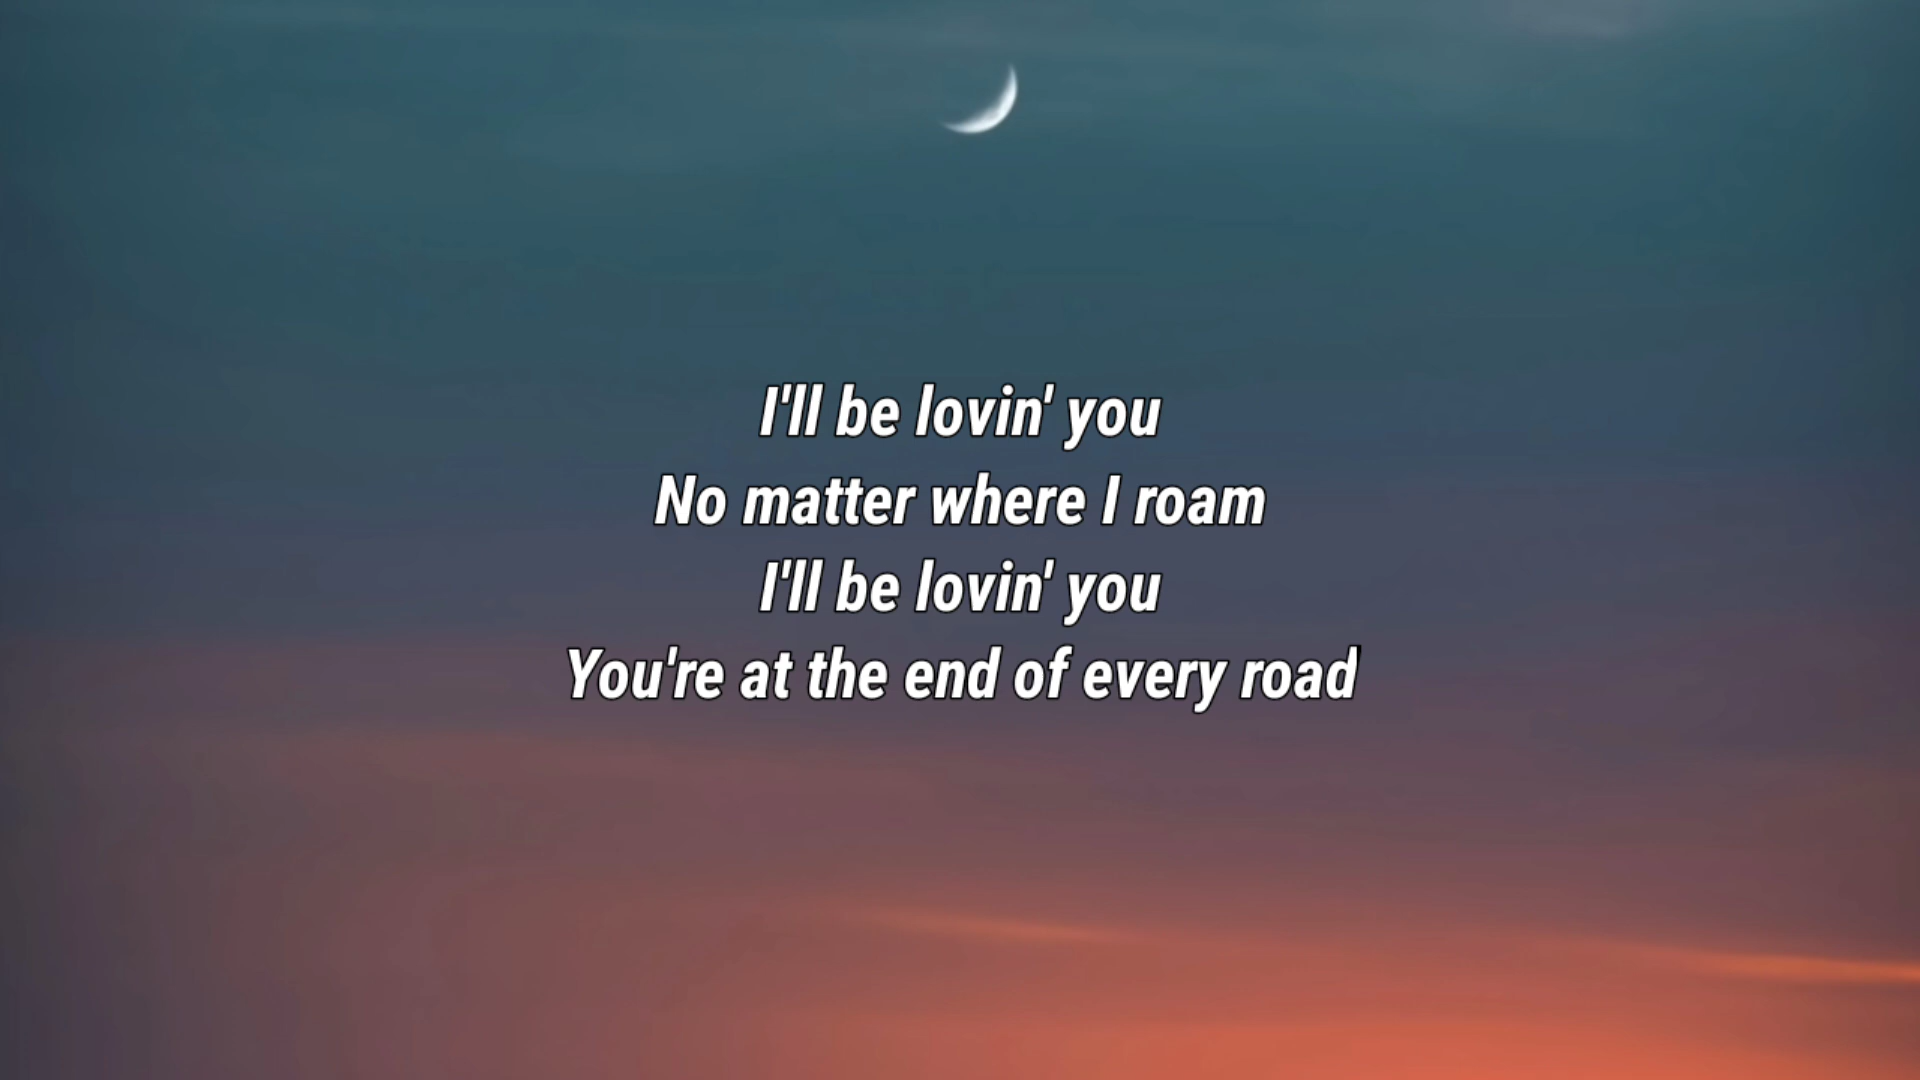 I'll be lovin' you
No matter where I roam
I'll be lovin' you
You're at the end of every road